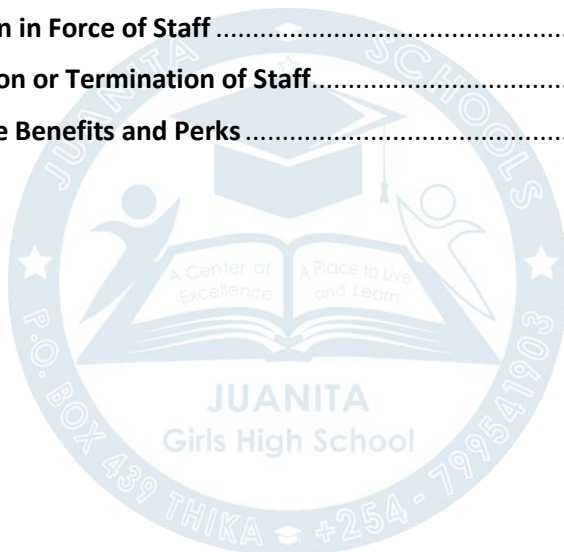 n in Force of Staff
on or Termination of Staff
e Benefits and Perks
JUANITA SCHOOLS
A Center of
Excellence
A Place to Live
and Learn
JUANITA
Girls High School
P.O. BOX 439 THIKA +254 - 799541903